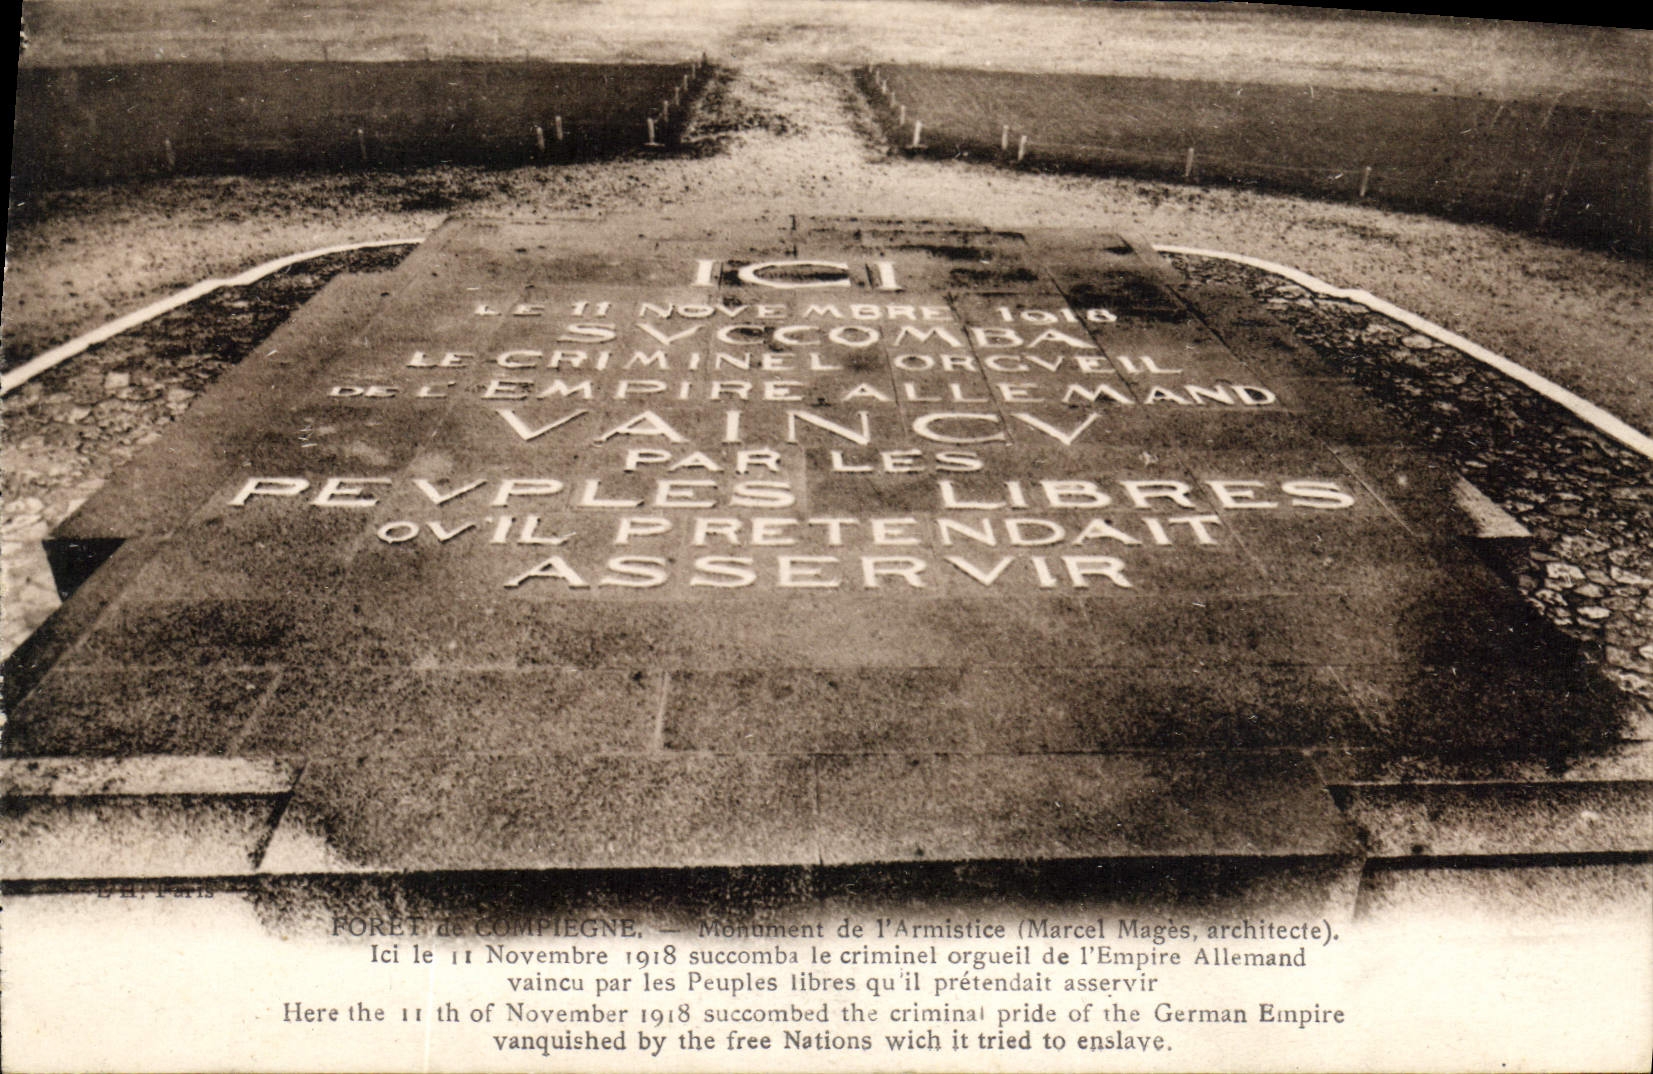 ICI
LE 11 NOVEMBRE 1918
SVCCOMBA
LE CRIMINEL ORGVEIL
DE L'EMPIRE ALLEMAND
VAINCV
PAR LES
PEVPLES LIBRES
QV'IL PRETENDAIT
ASSERVIR
L'H. Paris
FORÊT de COMPIÈGNE. — Monument de l'Armistice (Marcel Magès, architecte).
Ici le 11 Novembre 1918 succomba le criminel orgueil de l'Empire Allemand
vaincu par les Peuples libres qu'il prétendait asservir
Here the 11 th of November 1918 succombed the criminal pride of the German Empire
vanquished by the free Nations wich it tried to enslave.